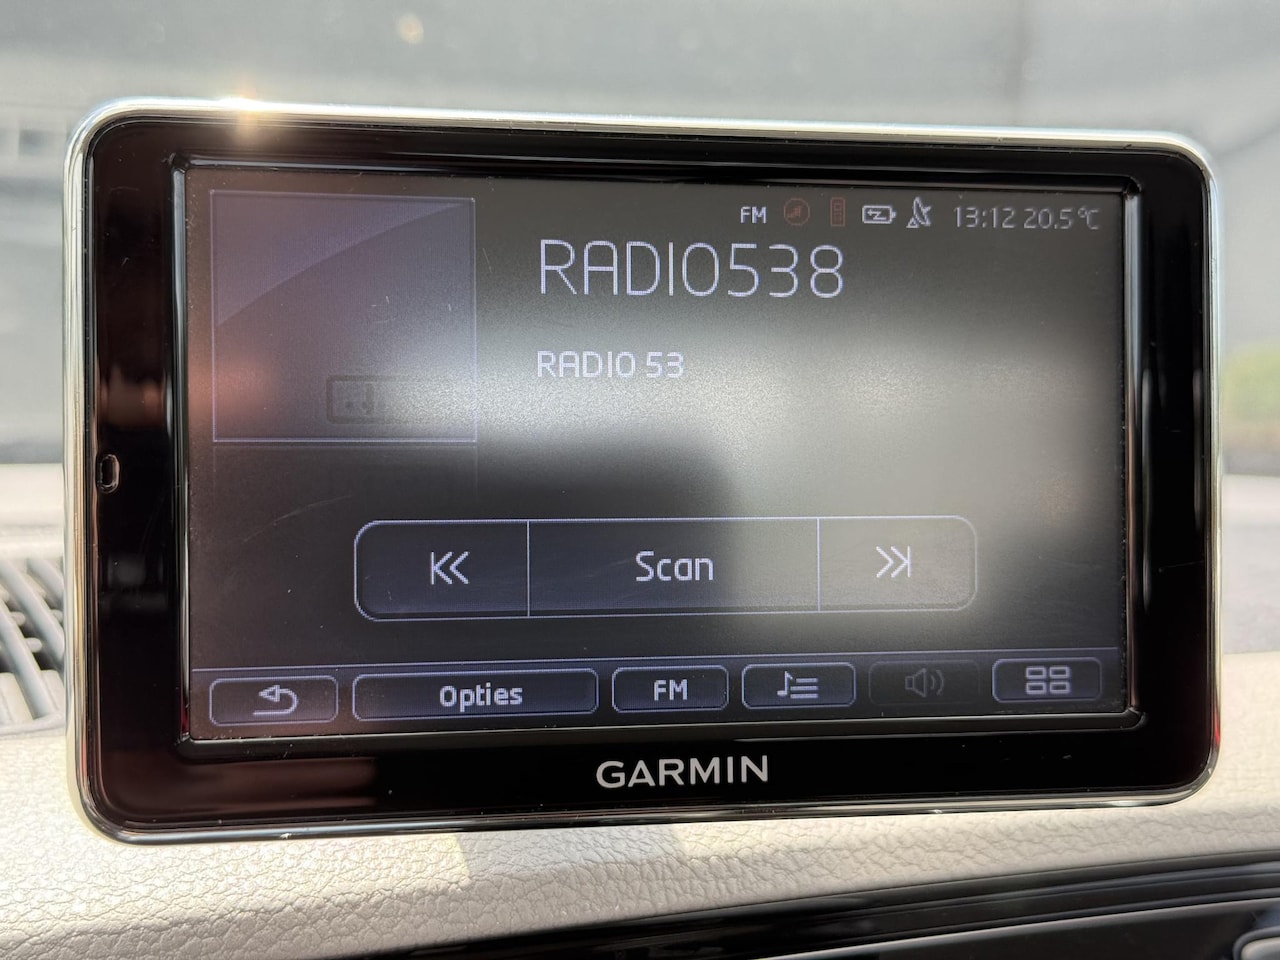 FM 13:12 20.5°C
RADIO538
RADIO 53
Scan
Opties FM
GARMIN